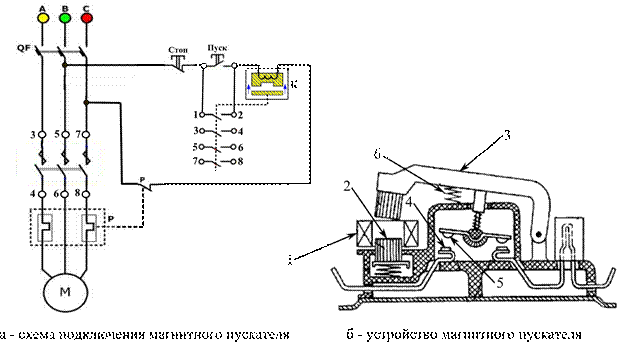 A B C
QF
Стоп Пуск
К
1 2
3 4
5 6
7 8
3 5 7
4 6 8
P
P
М
1 2 3 4 5 6
а - схема подключения магнитного пускателя
б - устройство магнитного пускателя